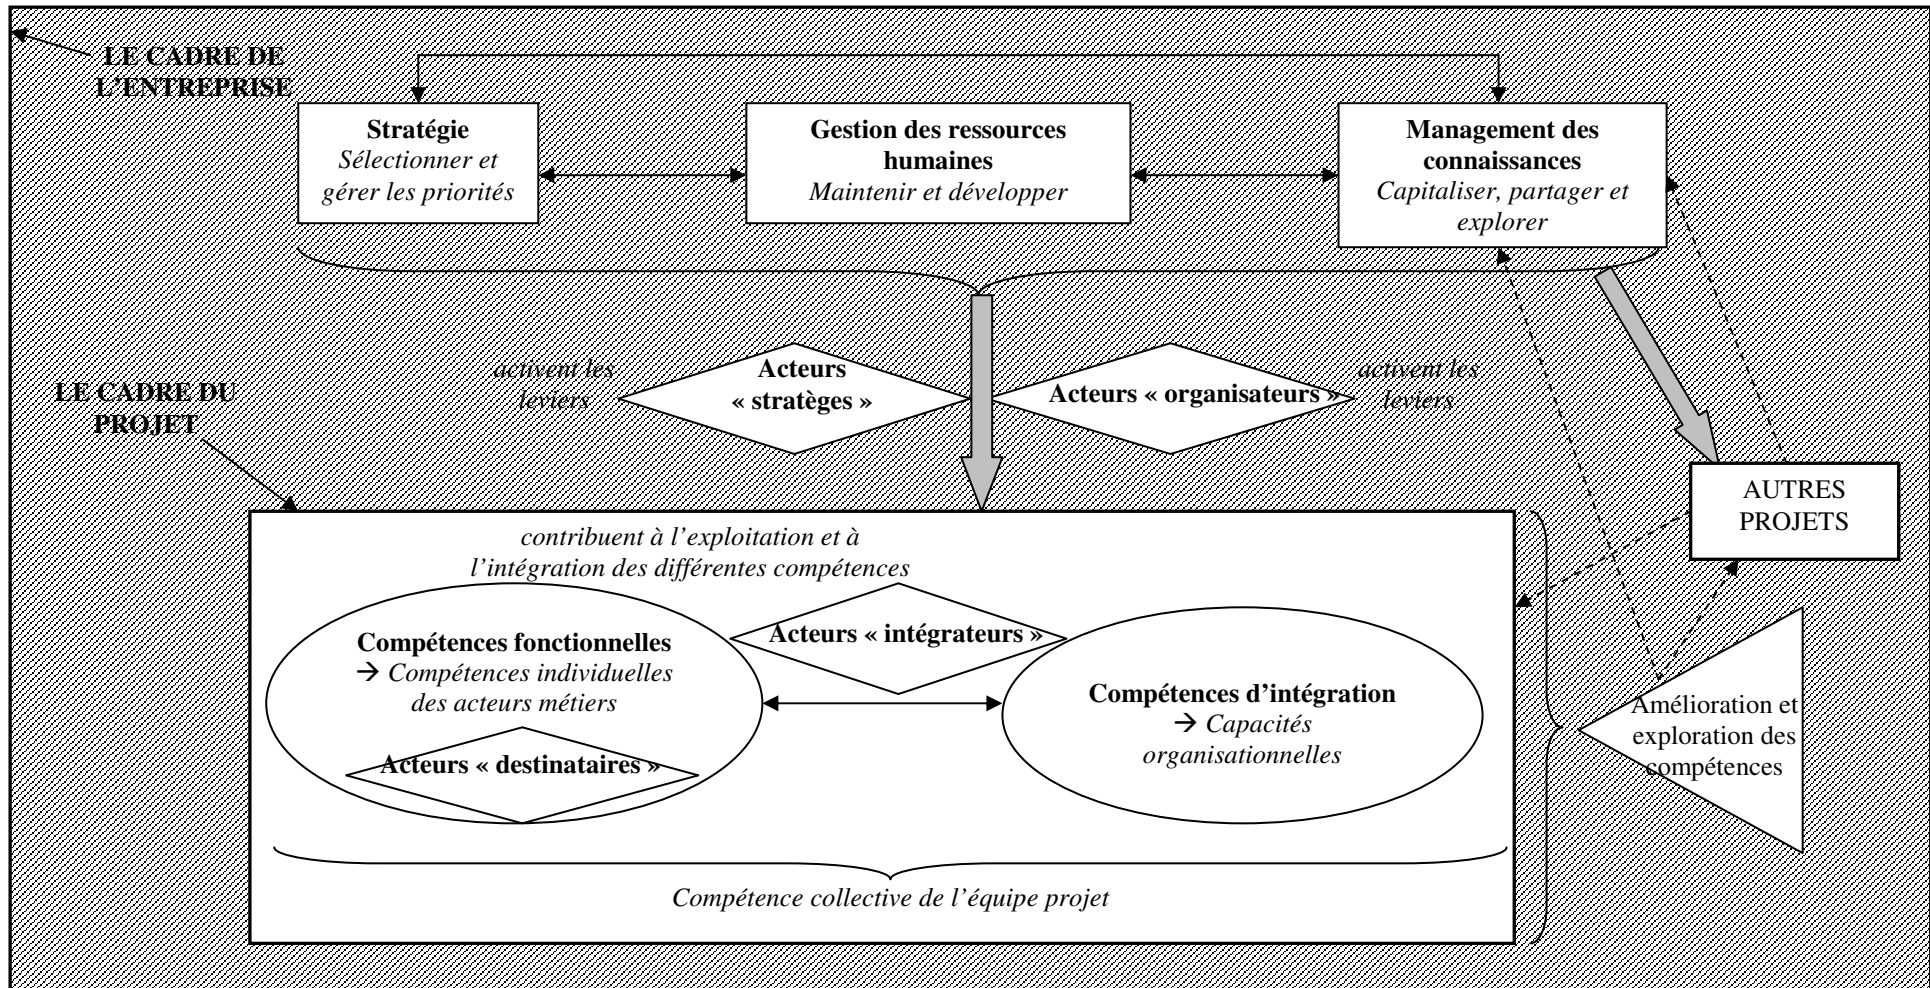 LE CADRE DE
L’ENTREPRISE
Stratégie
Sélectionner et
gérer les priorités
Gestion des ressources
humaines
Maintenir et développer
Management des
connaissances
Capitaliser, partager et
explorer
activent les
leviers
Acteurs
« stratèges »
Acteurs « organisateurs »
activent les
leviers
LE CADRE DU
PROJET
AUTRES
PROJETS
contribuent à l’exploitation et à
l’intégration des différentes compétences
Compétences fonctionnelles
→ Compétences individuelles
des acteurs métiers
Acteurs « destinataires »
Acteurs « intégrateurs »
Compétences d’intégration
→ Capacités
organisationnelles
Amélioration et
exploration des
compétences
Compétence collective de l’équipe projet